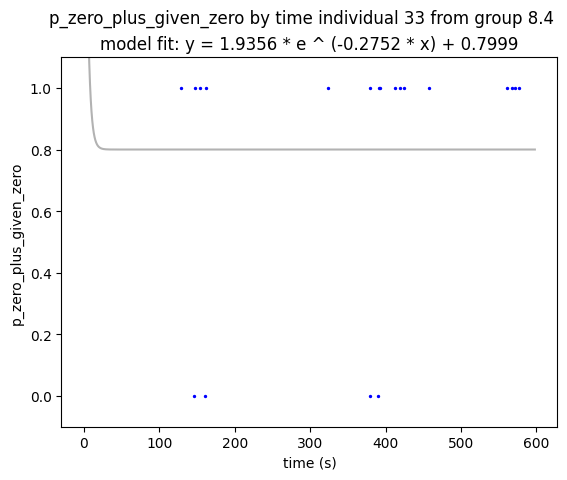 p_zero_plus_given_zero by time individual 33 from group 8.4
model fit: y = 1.9356 * e ^ (-0.2752 * x) + 0.7999
1.0
0.8
0.6
0.4
0.2
0.0
p_zero_plus_given_zero
0 100 200 300 400 500 600
time (s)